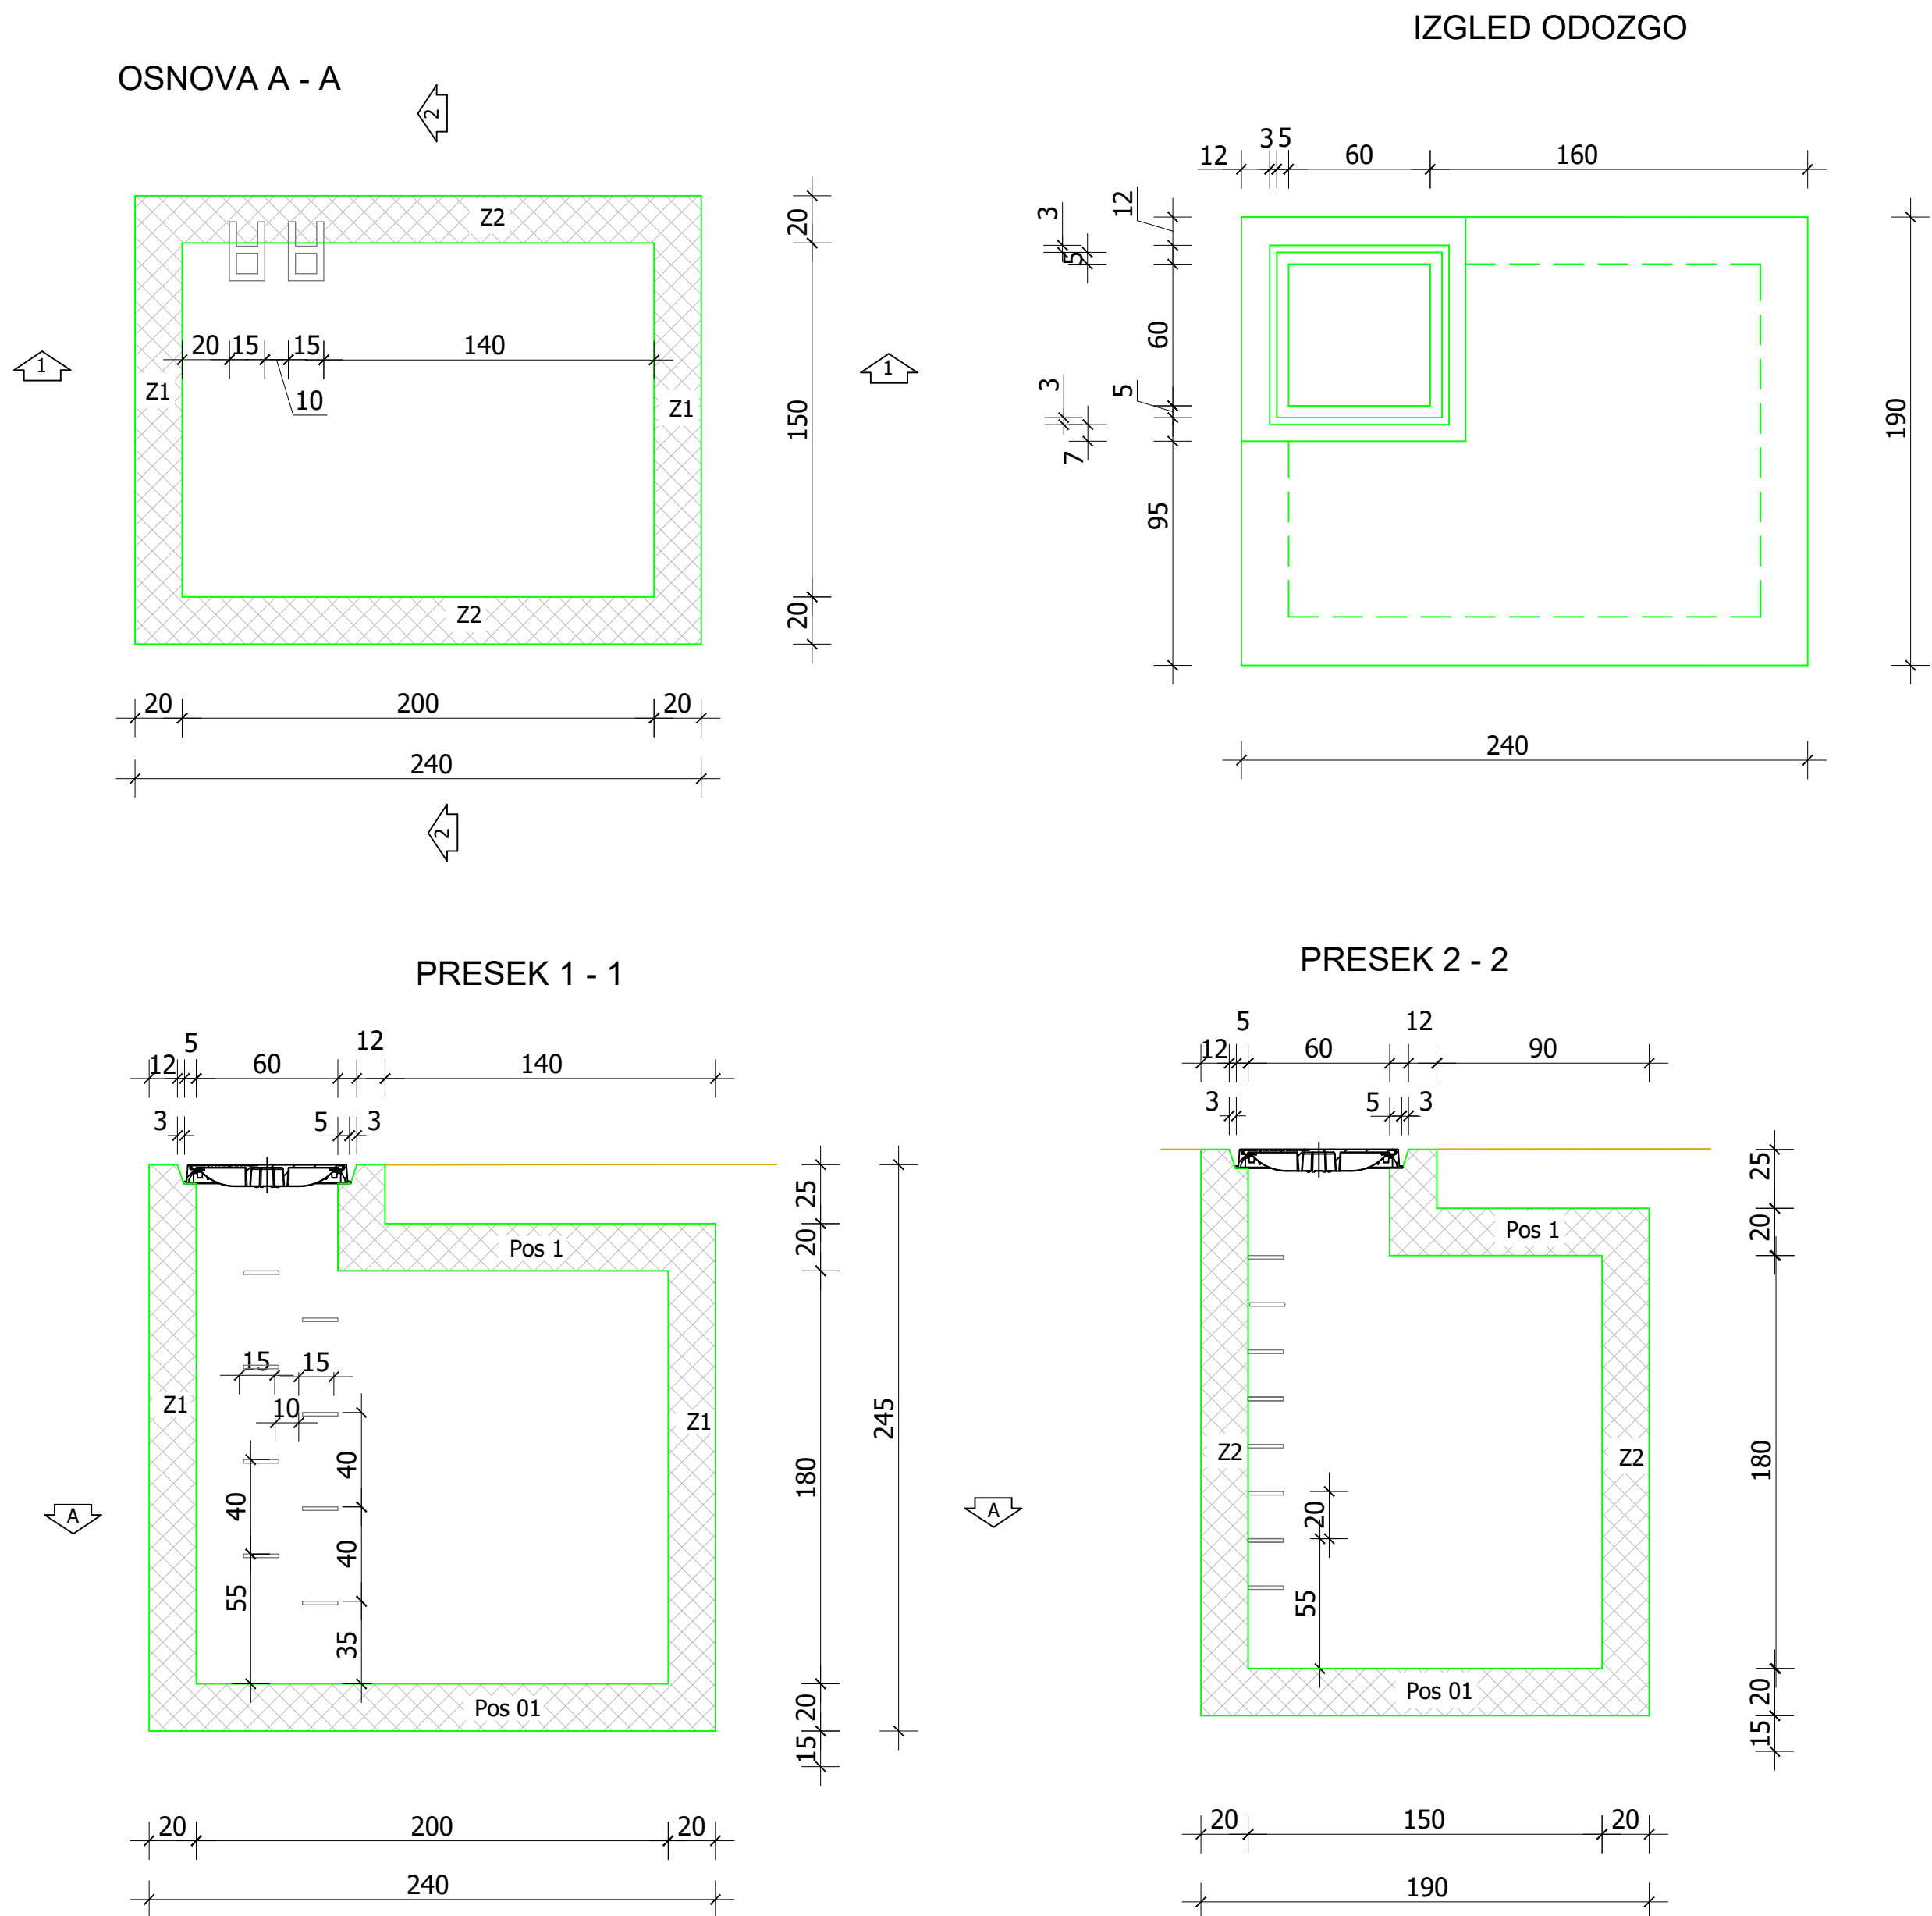 IZGLED ODOZGO
OSNOVA A - A
2
Z2
20
20 15 15 140
10
Z1
Z1
1
1
150
Z2
20
20 200 20
240
2
12 3 5 60 160
3
12
5
60
3
5
7
95
190
240
PRESEK 1 - 1
12 5 60 12 140
3 5 3
25
20
Pos 1
15 15
10
Z1
Z1
40
40
40
55
35
180
245
A
A
Pos 01
20
15
20 200 20
240
PRESEK 2 - 2
12 5 60 12 90
3 5 3
25
20
Pos 1
Z2
Z2
20
55
180
Pos 01
20
15
20 150 20
190